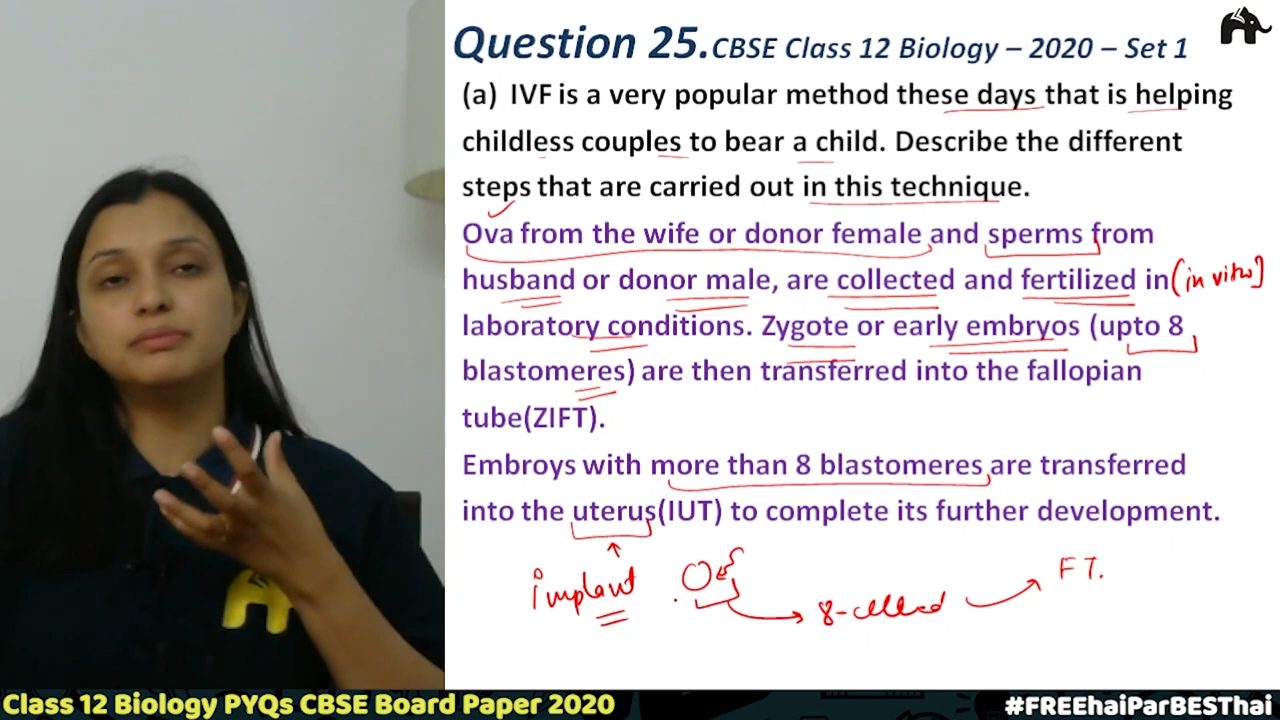 Question 25.CBSE Class 12 Biology – 2020 – Set 1
(a) IVF is a very popular method these days that is helping
childless couples to bear a child. Describe the different
steps that are carried out in this technique.
Ova from the wife or donor female and sperms from
husband or donor male, are collected and fertilized in (in vitro)
laboratory conditions. Zygote or early embryos (upto 8
blastomeres) are then transferred into the fallopian
tube(ZIFT).
Embroys with more than 8 blastomeres are transferred
into the uterus(IUT) to complete its further development.
implant
8-celled
FT.
Class 12 Biology PYQs CBSE Board Paper 2020
#FREEhaiParBESThai